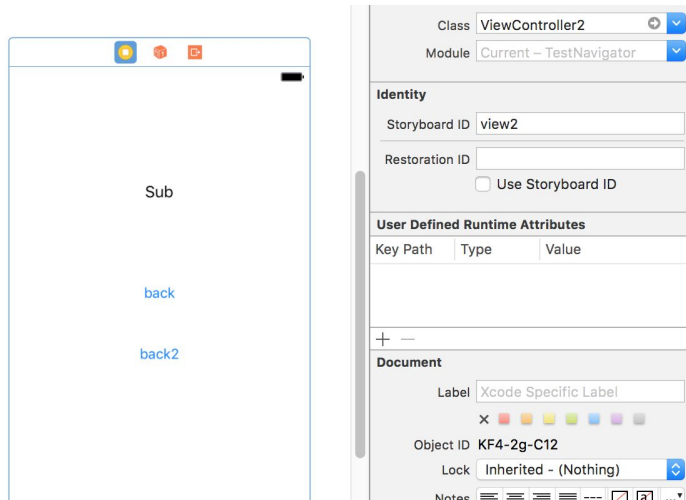 Sub
back
back2
Class ViewController2
Module Current – TestNavigator
Identity
Storyboard ID view2
Restoration ID
Use Storyboard ID
User Defined Runtime Attributes
Key Path Type Value
Document
Label Xcode Specific Label
Object ID KF4-2g-C12
Lock Inherited - (Nothing)
Notes